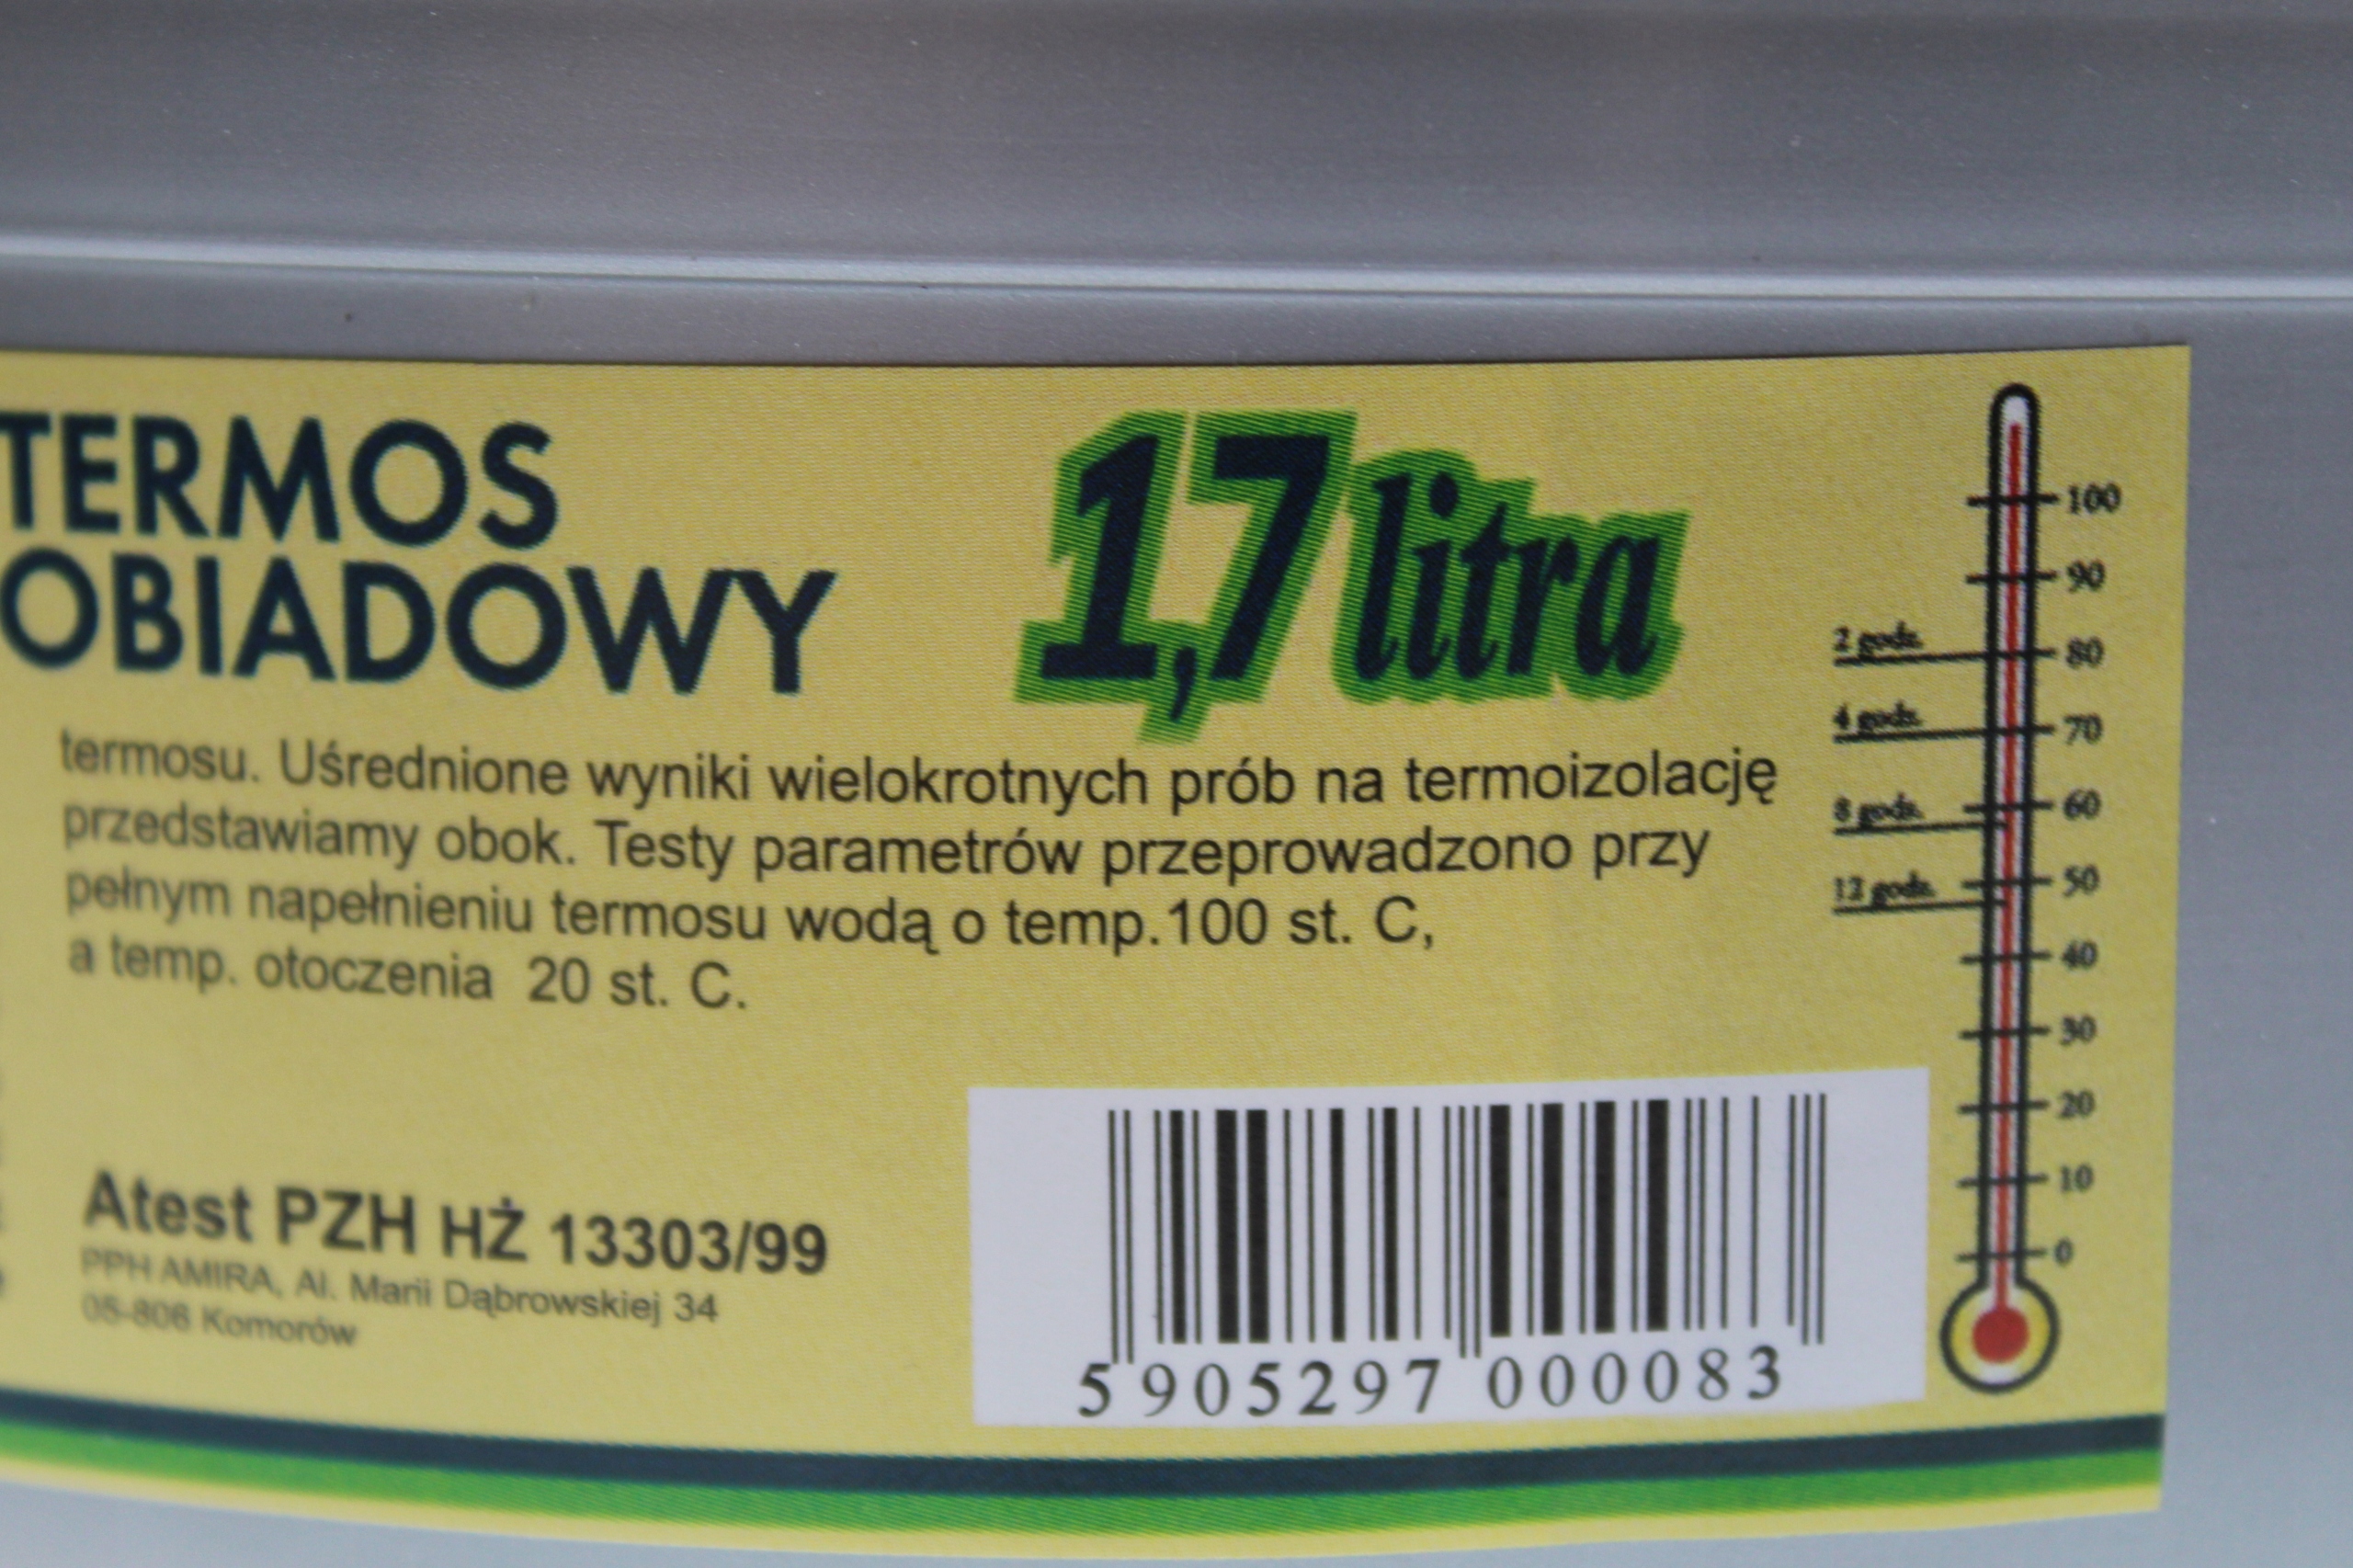 TERMOS
OBIADOWY
1,7 litra
termosu. Uśrednione wyniki wielokrotnych prób na termoizolację
przedstawiamy obok. Testy parametrów przeprowadzono przy
pełnym napełnieniu termosu wodą o temp.100 st. C,
a temp. otoczenia 20 st. C.
Atest PZH HŻ 13303/99
PPH AMIRA, Al. Marii Dąbrowskiej 34
05-806 Komorów
5 905297 000083
100
90
2 godz. 80
4 godz. 70
8 godz. 60
12 godz. 50
40
30
20
10
0